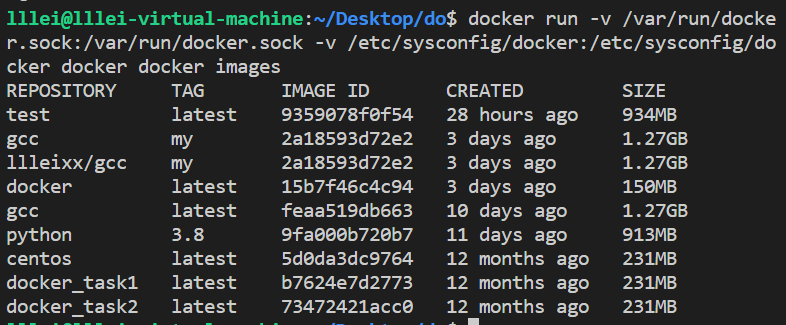 lllei@lllei-virtual-machine:~/Desktop/do$ docker run -v /var/run/docke
r.sock:/var/run/docker.sock -v /etc/sysconfig/docker:/etc/sysconfig/do
cker docker docker images
REPOSITORY TAG IMAGE ID CREATED SIZE
test latest 9359078f0f54 28 hours ago 934MB
gcc my 2a18593d72e2 3 days ago 1.27GB
llleixx/gcc my 2a18593d72e2 3 days ago 1.27GB
docker latest 15b7f46c4c94 3 days ago 150MB
gcc latest feaa519db663 10 days ago 1.27GB
python 3.8 9fa000b720b7 11 days ago 913MB
centos latest 5d0da3dc9764 12 months ago 231MB
docker_task1 latest b7624e7d2773 12 months ago 231MB
docker_task2 latest 73472421acc0 12 months ago 231MB